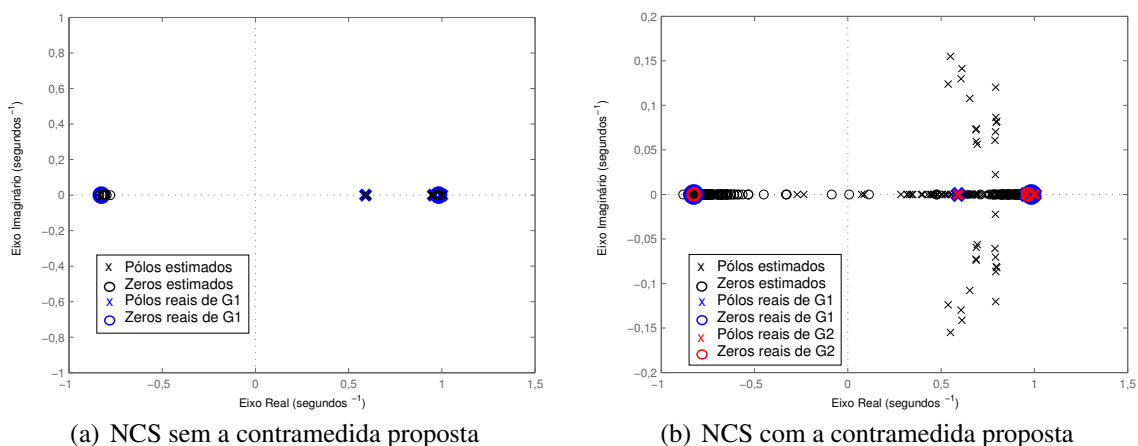 1
0,8
0,6
0,4
0,2
0
−0,2
−0,4
−0,6
−0,8
−1
−1
−0,5
0
0,5
1
1,5
Eixo Imaginário (segundos⁻¹)
Eixo Real (segundos ⁻¹)
Pólos estimados
Zeros estimados
Pólos reais de G1
Zeros reais de G1
(a) NCS sem a contramedida proposta
0,2
0,15
0,1
0,05
0
−0,05
−0,1
−0,15
−0,2
−1
−0,5
0
0,5
1
1,5
Eixo Imaginário (segundos⁻¹)
Eixo Real (segundos ⁻¹)
Pólos estimados
Zeros estimados
Pólos reais de G1
Zeros reais de G1
Pólos reais de G2
Zeros reais de G2
(b) NCS com a contramedida proposta